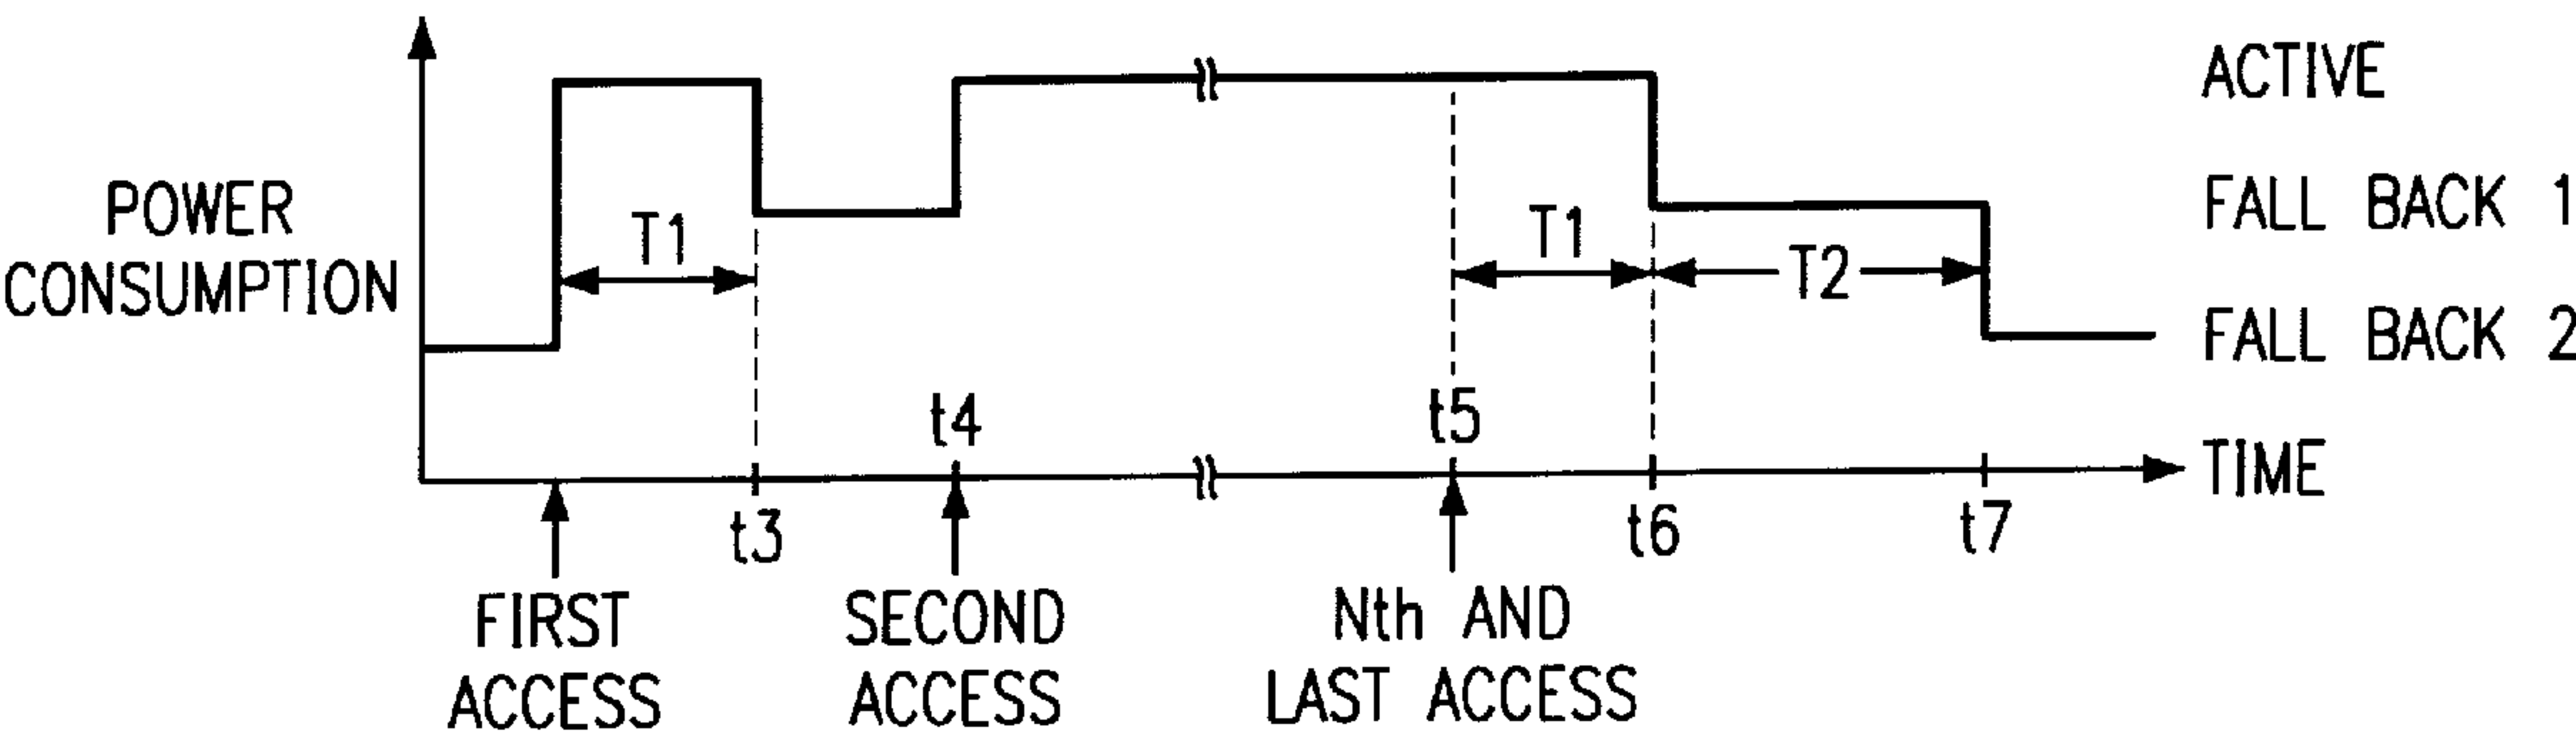 ACTIVE
POWER
CONSUMPTION
FALL BACK 1
T1
T1
T2
FALL BACK 2
t4
t5
TIME
t3
t6
t7
FIRST
ACCESS
SECOND
ACCESS
Nth AND
LAST ACCESS